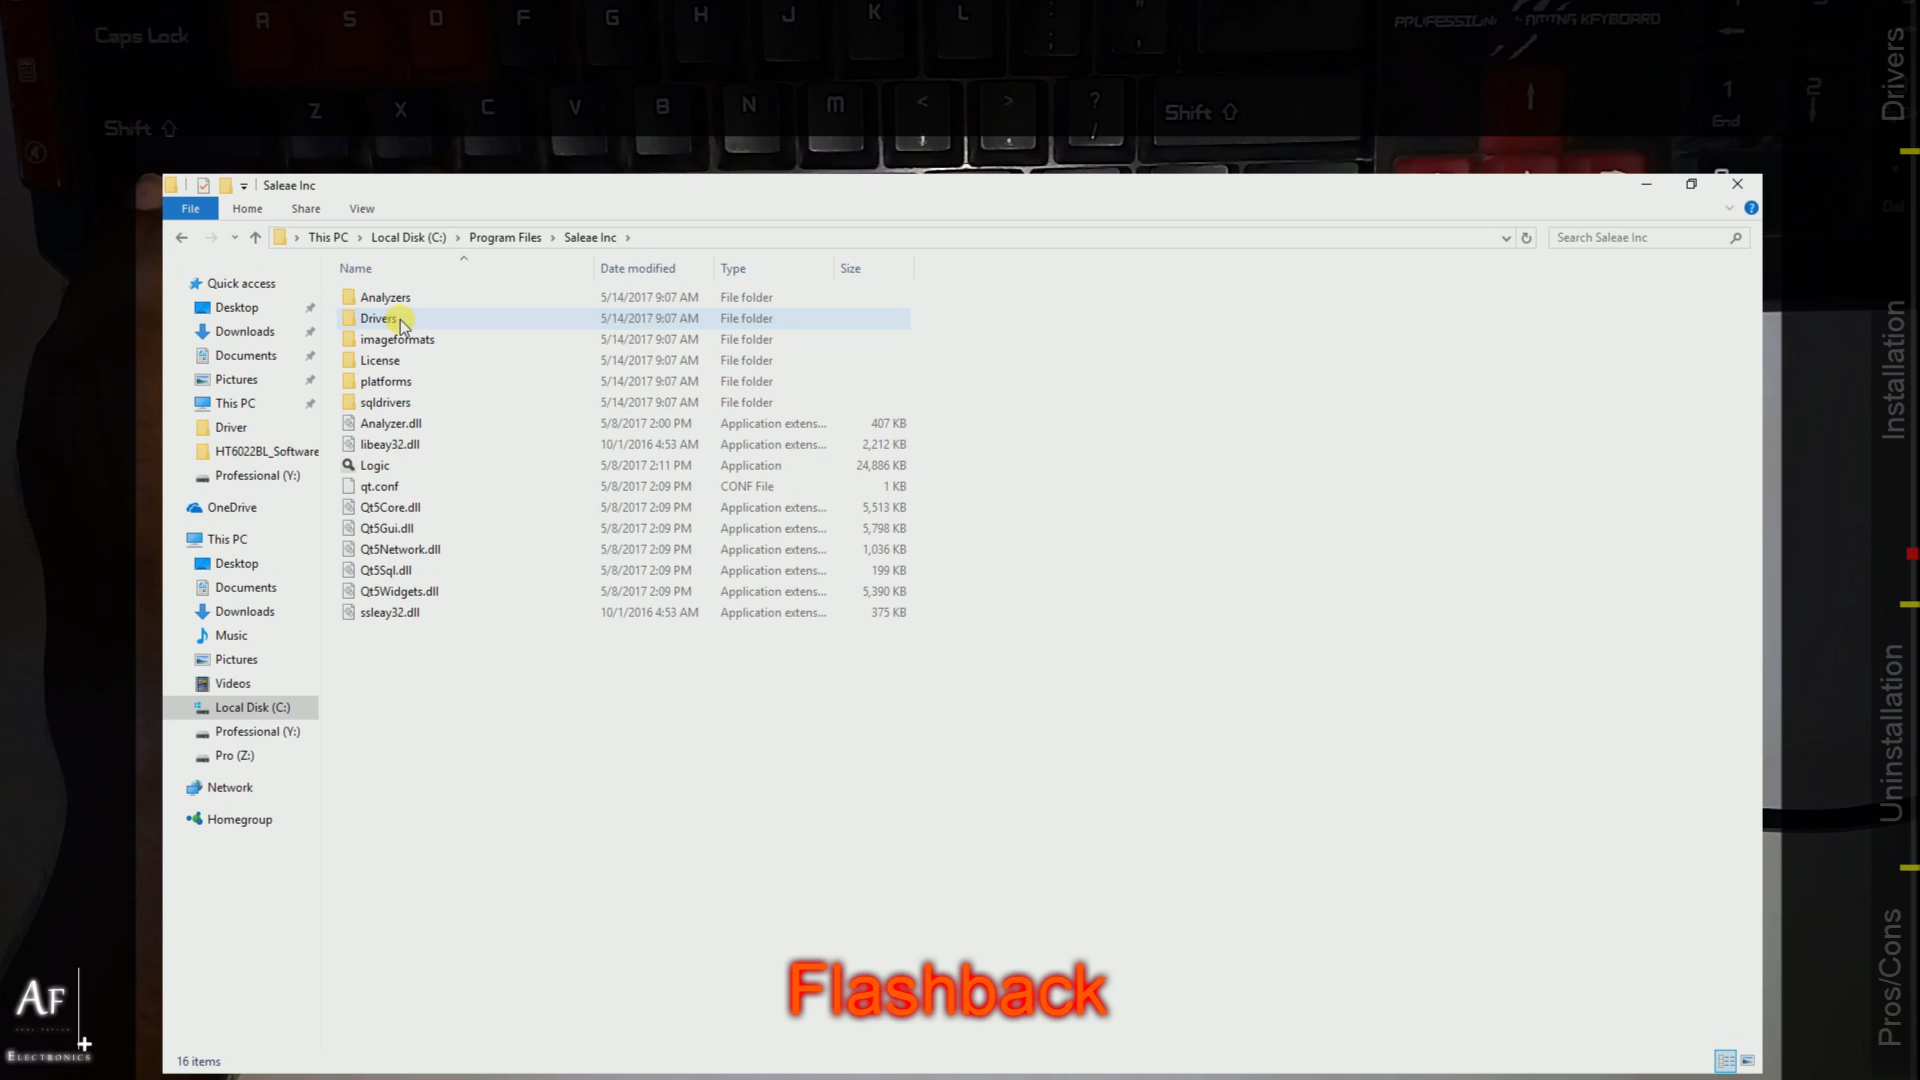 Caps Lock
A S D F G H J K L
Shift
Z X C V B N M < > ?
/
Shift
1
End
2
Drivers
Installation
Uninstallation
Pros/Cons
Saleae Inc
File Home Share View
This PC > Local Disk (C:) > Program Files > Saleae Inc >
Search Saleae Inc
Name Date modified Type Size
Quick access
Desktop
Downloads
Documents
Pictures
This PC
Driver
HT6022BL_Software
Professional (Y:)
OneDrive
This PC
Desktop
Documents
Downloads
Music
Pictures
Videos
Local Disk (C:)
Professional (Y:)
Pro (Z:)
Network
Homegroup
Analyzers 5/14/2017 9:07 AM File folder
Drivers 5/14/2017 9:07 AM File folder
imageformats 5/14/2017 9:07 AM File folder
License 5/14/2017 9:07 AM File folder
platforms 5/14/2017 9:07 AM File folder
sqldrivers 5/14/2017 9:07 AM File folder
Analyzer.dll 5/8/2017 2:00 PM Application extens... 407 KB
libeay32.dll 10/1/2016 4:53 AM Application extens... 2,212 KB
Logic 5/8/2017 2:11 PM Application 24,886 KB
qt.conf 5/8/2017 2:09 PM CONF File 1 KB
Qt5Core.dll 5/8/2017 2:09 PM Application extens... 5,513 KB
Qt5Gui.dll 5/8/2017 2:09 PM Application extens... 5,798 KB
Qt5Network.dll 5/8/2017 2:09 PM Application extens... 1,036 KB
Qt5Sql.dll 5/8/2017 2:09 PM Application extens... 199 KB
Qt5Widgets.dll 5/8/2017 2:09 PM Application extens... 5,390 KB
ssleay32.dll 10/1/2016 4:53 AM Application extens... 375 KB
Flashback
16 items
AF
ELECTRONICS